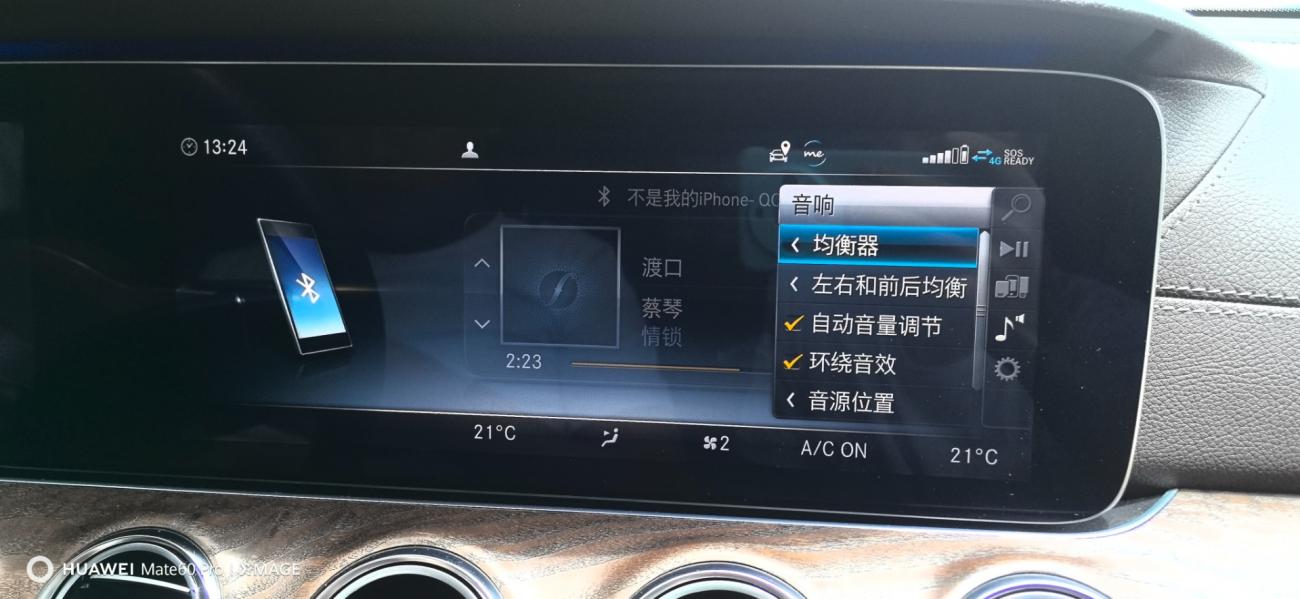 13:24
me
4G
SOS
READY
不是我的iPhone- QC
音响
均衡器
左右和前后均衡
自动音量调节
环绕音效
音源位置
渡口
蔡琴
情锁
2:23
21°C
2
A/C ON
21°C
HUAWEI Mate60 Pro | XMAGE